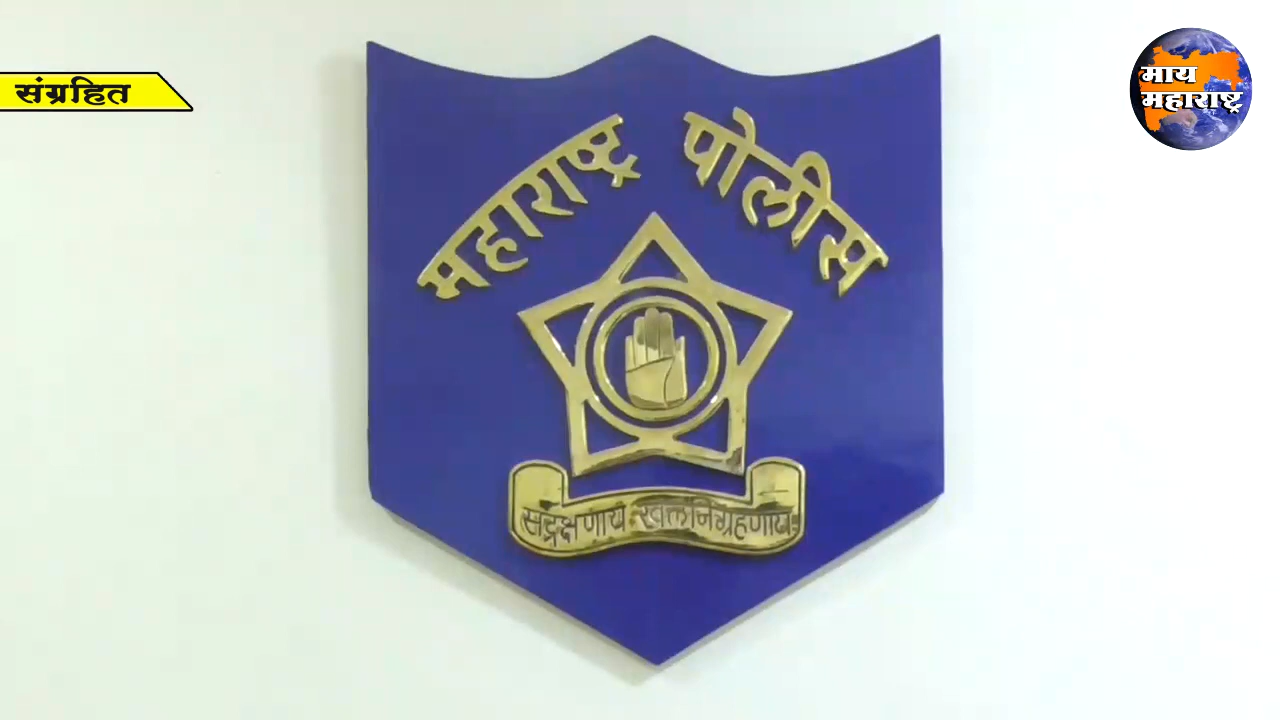 संग्रहित
माय
महाराष्ट्र
महाराष्ट्र पोलीस
सद्रक्षणाय खलनिग्रहणाय